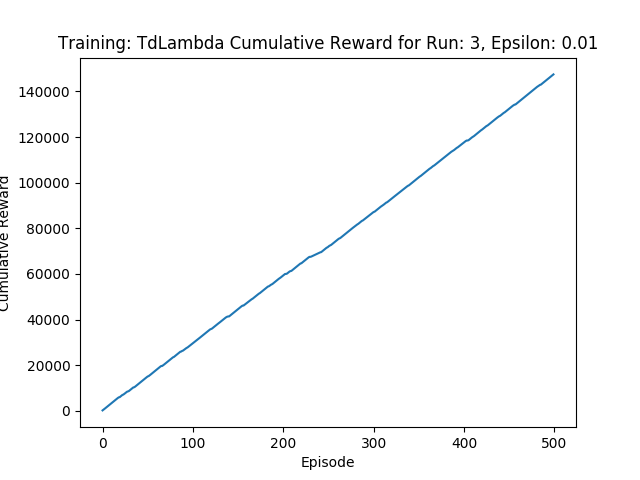 Training: TdLambda Cumulative Reward for Run: 3, Epsilon: 0.01
Cumulative Reward
140000
120000
100000
80000
60000
40000
20000
0
0 100 200 300 400 500
Episode